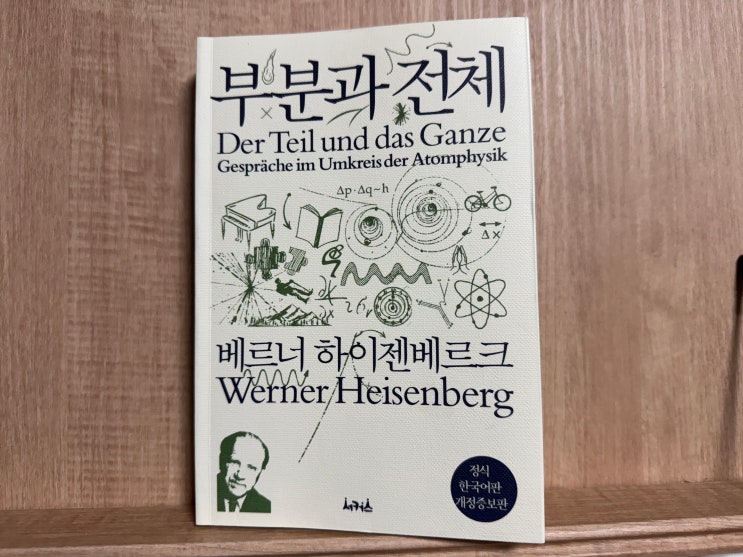 부분과 전체
Der Teil und das Ganze
Gespräche im Umkreis der Atomphysik
Δp·Δq~h
Δx
베르너 하이젠베르크
Werner Heisenberg
서커스
정식
한국어판
개정증보판